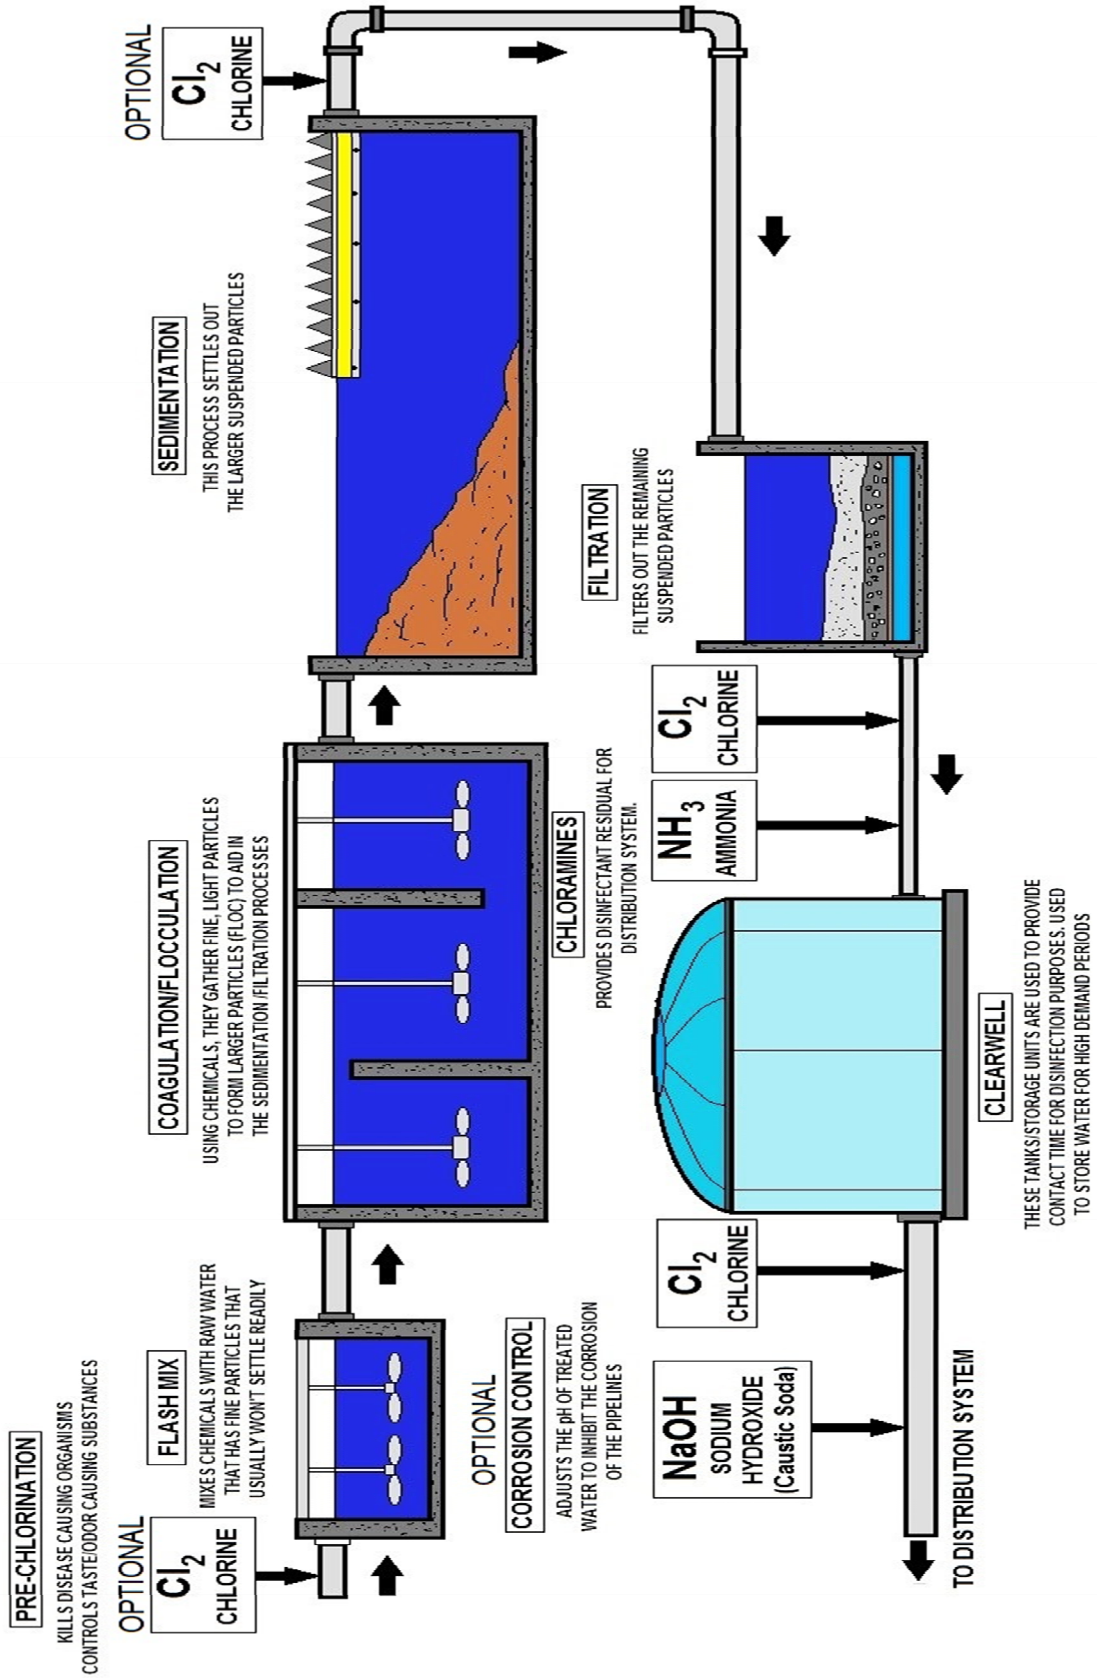 PRE-CHLORINATION
KILLS DISEASE CAUSING ORGANISMS
CONTROLS TASTE/ODOR CAUSING SUBSTANCES
OPTIONAL
Cl2
CHLORINE
FLASH MIX
MIXES CHEMICALS WITH RAW WATER
THAT HAS FINE PARTICLES THAT
USUALLY WON'T SETTLE READILY
COAGULATION/FLOCCULATION
USING CHEMICALS, THEY GATHER FINE, LIGHT PARTICLES
TO FORM LARGER PARTICLES (FLOC) TO AID IN
THE SEDIMENTATION /FILTRATION PROCESSES
SEDIMENTATION
THIS PROCESS SETTLES OUT
THE LARGER SUSPENDED PARTICLES
OPTIONAL
Cl2
CHLORINE
OPTIONAL
CORROSION CONTROL
ADJUSTS THE pH OF TREATED
WATER TO INHIBIT THE CORROSION
OF THE PIPELINES
CHLORAMINES
PROVIDES DISINFECTANT RESIDUAL FOR
DISTRIBUTION SYSTEM.
FILTRATION
FILTERS OUT THE REMAINING
SUSPENDED PARTICLES
NaOH
SODIUM
HYDROXIDE
(Caustic Soda)
Cl2
CHLORINE
NH3
AMMONIA
Cl2
CHLORINE
TO DISTRIBUTION SYSTEM
CLEARWELL
THESE TANKS/STORAGE UNITS ARE USED TO PROVIDE
CONTACT TIME FOR DISINFECTION PURPOSES. USED
TO STORE WATER FOR HIGH DEMAND PERIODS